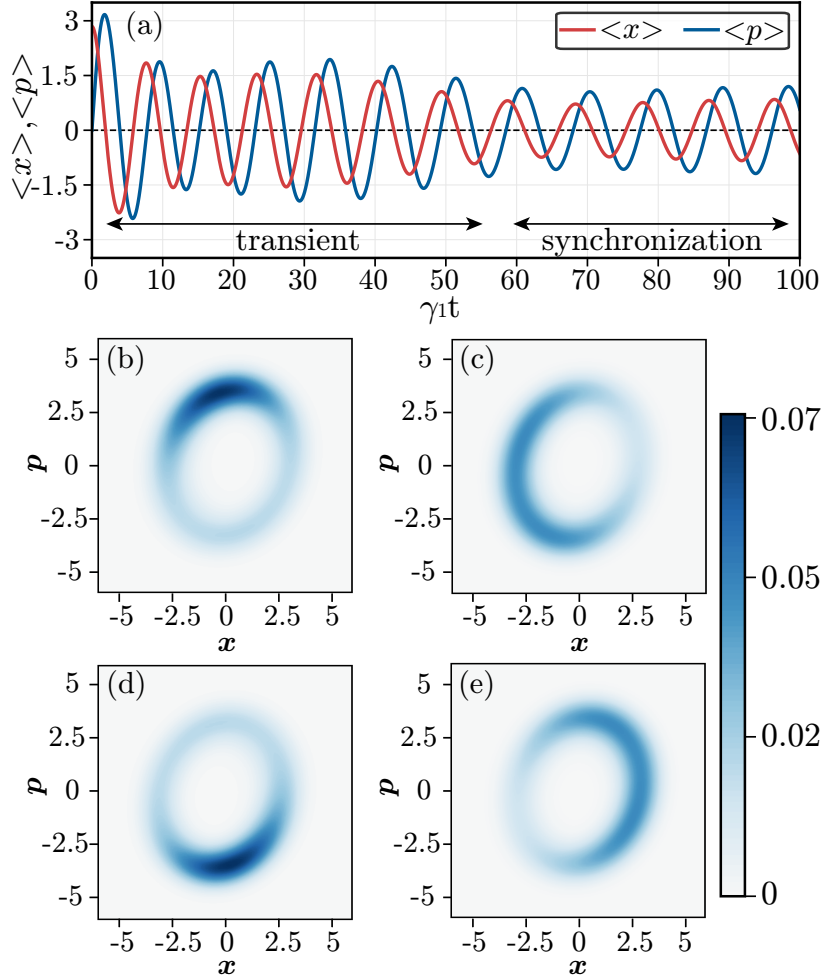 (a)
<x> <p>
<x>, <p>
3
1.5
0
-1.5
-3
transient
synchronization
0 10 20 30 40 50 60 70 80 90 100
γ₁t
(b)
5
2.5
0
-2.5
-5
p
-5 -2.5 0 2.5 5
x
(c)
5
2.5
0
-2.5
-5
p
-5 -2.5 0 2.5 5
x
(d)
5
2.5
0
-2.5
-5
p
-5 -2.5 0 2.5 5
x
(e)
5
2.5
0
-2.5
-5
p
-5 -2.5 0 2.5 5
x
0.07
0.05
0.02
0